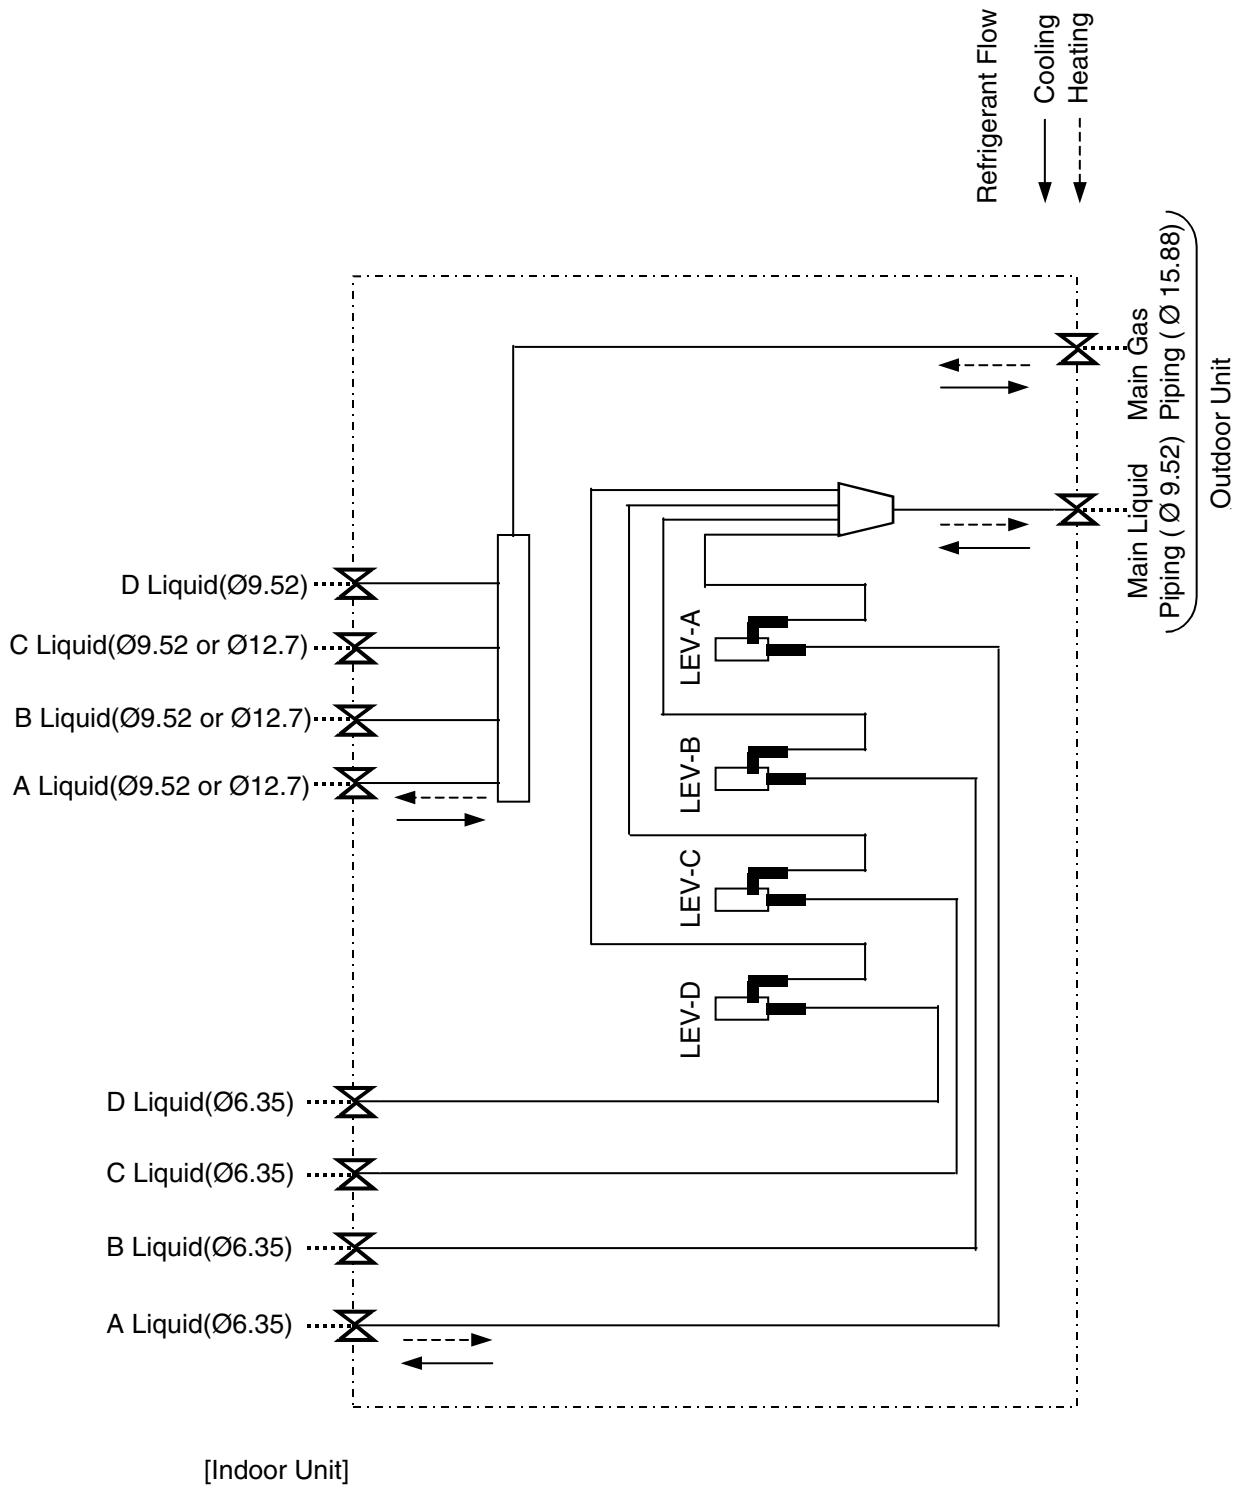 Refrigerant Flow
Cooling
Heating
D Liquid(Ø9.52)
C Liquid(Ø9.52 or Ø12.7)
B Liquid(Ø9.52 or Ø12.7)
A Liquid(Ø9.52 or Ø12.7)
Main Gas
Piping ( Ø 15.88)
Main Liquid
Piping ( Ø 9.52)
Outdoor Unit
LEV-A
LEV-B
LEV-C
LEV-D
D Liquid(Ø6.35)
C Liquid(Ø6.35)
B Liquid(Ø6.35)
A Liquid(Ø6.35)
[Indoor Unit]